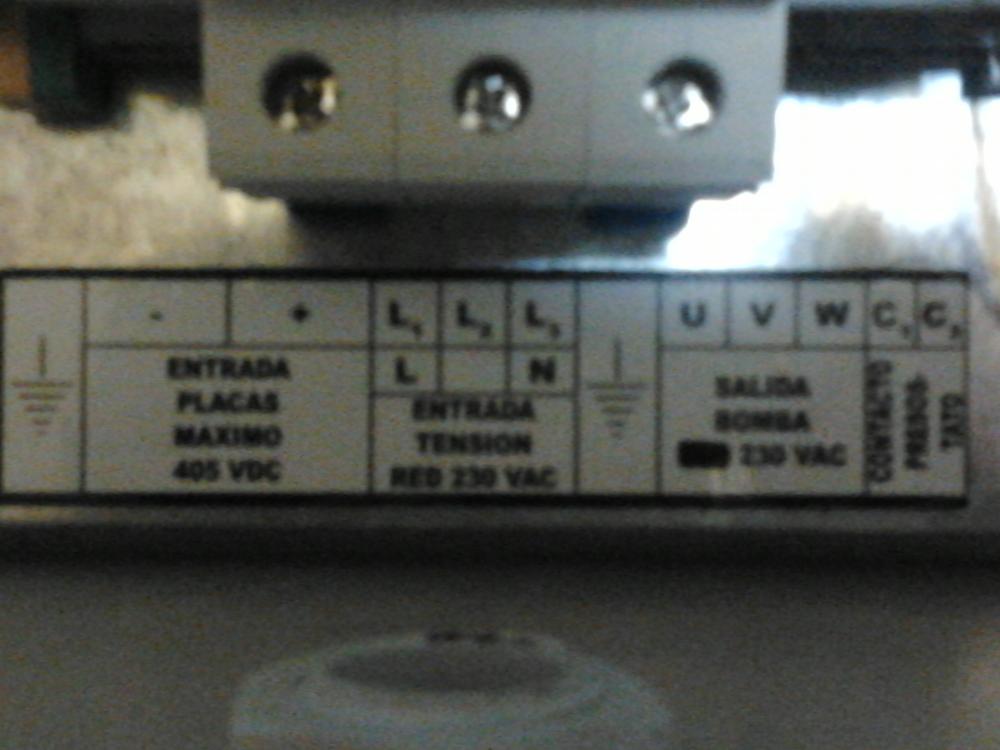 - +
ENTRADA
PLACAS
MAXIMO
405 VDC
L1 L2 L3
L N
ENTRADA
TENSION
RED 230 VAC
U V W
SALIDA
BOMBA
230 VAC
C1 C2
CONTACTO
PRESOS-
TATO